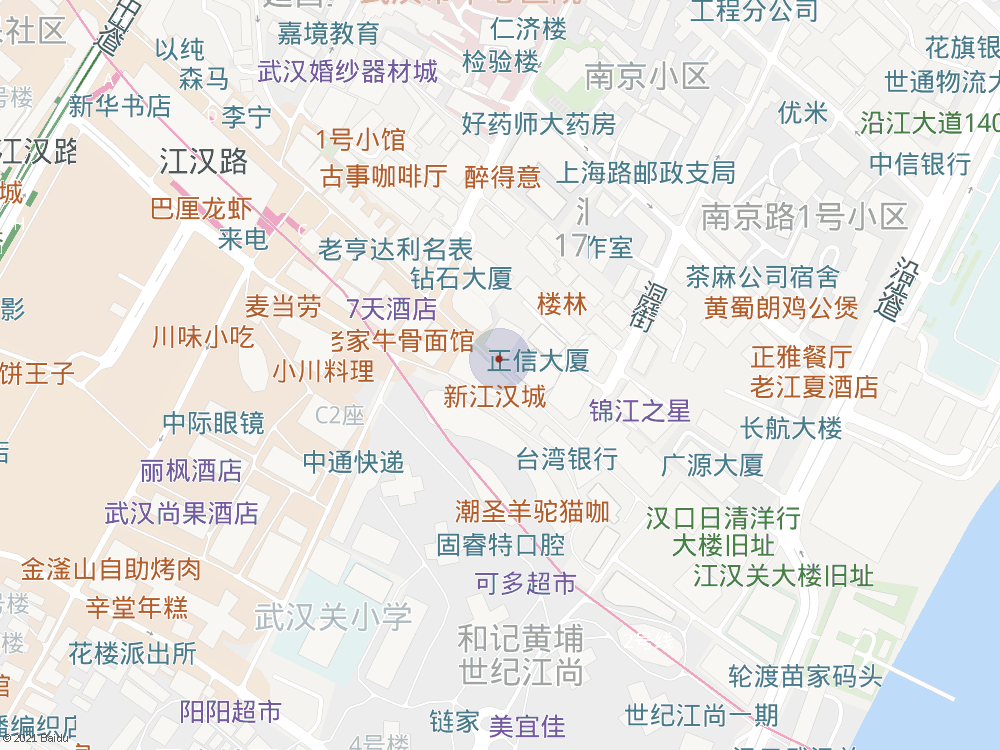 工程分公司
仁济楼
嘉境教育
以纯
社区
花旗银
检验楼
武汉婚纱器材城
南京小区
森马
世通物流大
号楼
新华书店
李宁
优米
好药师大药房
沿江大道140
1号小馆
江汉路
江汉路
中信银行
上海路邮政支局
古事咖啡厅
醉得意
城
巴厘龙虾
南京路1号小区
来电
老亨达利名表
17
作室
沿江大道
钻石大厦
茶麻公司宿舍
洞庭街
影
麦当劳
7天酒店
楼林
黄蜀朗鸡公煲
川味小吃
家牛骨面馆
正信大厦
正雅餐厅
饼王子
小川料理
老江夏酒店
新江汉城
C2座
锦江之星
中际眼镜
长航大楼
丽枫酒店
中通快递
台湾银行
广源大厦
武汉尚果酒店
潮圣羊驼猫咖
汉口日清洋行
大楼旧址
固睿特口腔
金滏山自助烤肉
可多超市
江汉关大楼旧址
号楼
辛堂年糕
武汉关小学
和记黄埔
世纪江尚
楼
花楼派出所
轮渡苗家码头
馆
阳阳超市
链家
美宜佳
世纪江尚一期
编织店
4号楼
© 2021 Baidu